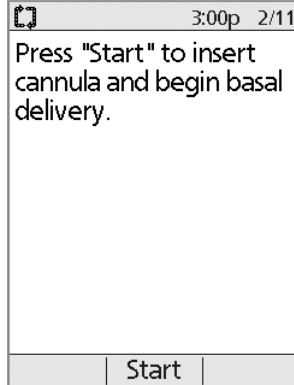 3:00p 2/11
Press "Start" to insert
cannula and begin basal
delivery.
Start